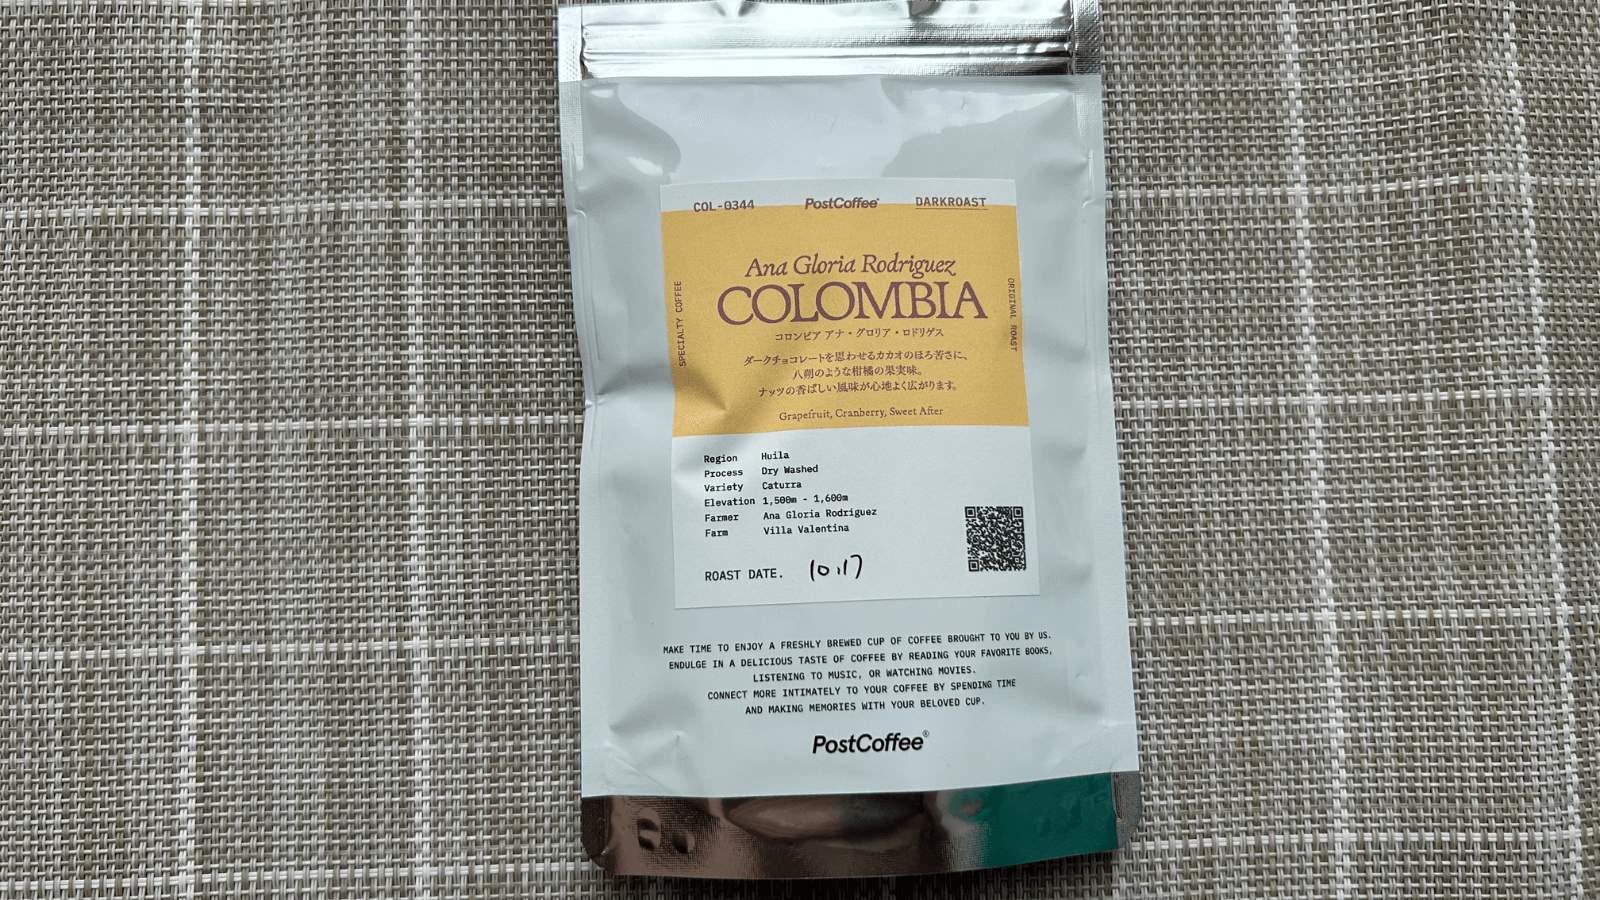 COL-0344 PostCoffee® DARKROAST
SPECIALTY COFFEE
ORIGINAL ROAST
Ana Gloria Rodriguez
COLOMBIA
コロンビア アナ・グロリア・ロドリゲス
ダークチョコレートを思わせるカカオのほろ苦さに、
八朔のような柑橘の果実味。
ナッツの香ばしい風味が心地よく広がります。
Grapefruit, Cranberry, Sweet After
Region Huila
Process Dry Washed
Variety Caturra
Elevation 1,500m - 1,600m
Farmer Ana Gloria Rodriguez
Farm Villa Valentina
ROAST DATE. 10.17
MAKE TIME TO ENJOY A FRESHLY BREWED CUP OF COFFEE BROUGHT TO YOU BY US.
ENDULGE IN A DELICIOUS TASTE OF COFFEE BY READING YOUR FAVORITE BOOKS,
LISTENING TO MUSIC, OR WATCHING MOVIES.
CONNECT MORE INTIMATELY TO YOUR COFFEE BY SPENDING TIME
AND MAKING MEMORIES WITH YOUR BELOVED CUP.
PostCoffee®